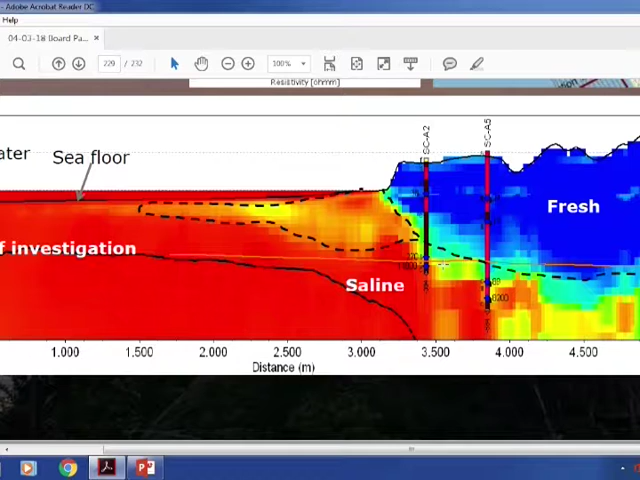 - Adobe Acrobat Reader DC
Help
04-03-18 Board Pa... ×
229 / 232
100%
Resistivity [ohmm]
ater
Sea floor
SC-A2
SC-A5
Fresh
f investigation
Saline
1.000 1.500 2.000 2.500 3.000 3.500 4.000 4.500
Distance (m)